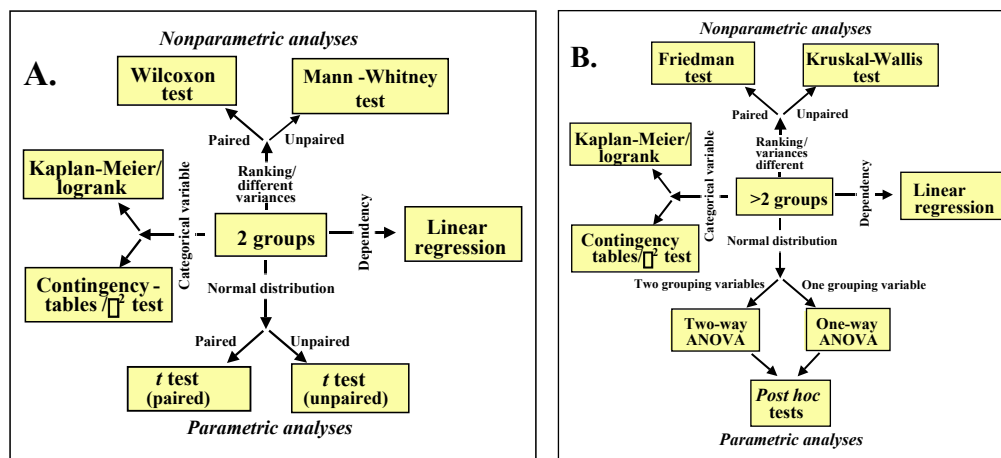 Nonparametric analyses
A.
Wilcoxon
test
Mann -Whitney
test
Paired
Unpaired
Kaplan-Meier/
logrank
Ranking/
different
variances
Categorical variable
2 groups
Dependency
Linear
regression
Contingency -
tables /□² test
Normal distribution
Paired
Unpaired
t test
(paired)
t test
(unpaired)
Parametric analyses
Nonparametric analyses
B.
Friedman
test
Kruskal-Wallis
test
Paired
Unpaired
Kaplan-Meier/
logrank
Ranking/
variances
different
Categorical variable
>2 groups
Dependency
Linear
regression
Contingency
tables/□² test
Normal distribution
Two grouping variables
One grouping variable
Two-way
ANOVA
One-way
ANOVA
Post hoc
tests
Parametric analyses